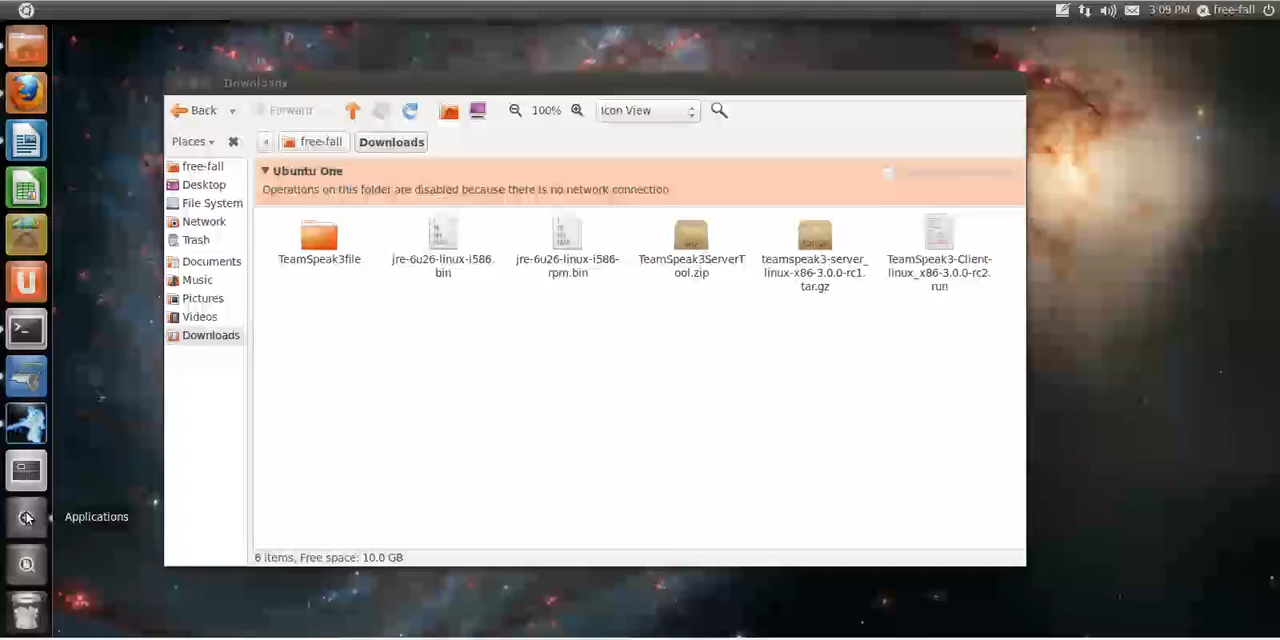 3:09 PM free-fall
Downloads
Back Forward 100% Icon View
Places free-fall Downloads
free-fall
Desktop
File System
Network
Trash
Documents
Music
Pictures
Videos
Downloads
Ubuntu One
Operations on this folder are disabled because there is no network connection
TeamSpeak3file
jre-6u26-linux-i586.
bin
jre-6u26-linux-i586-
rpm.bin
TeamSpeak3ServerT
ool.zip
teamspeak3-server_
linux-x86-3.0.0-rc1.
tar.gz
TeamSpeak3-Client-
linux_x86-3.0.0-rc2.
run
Applications
6 items, Free space: 10.0 GB